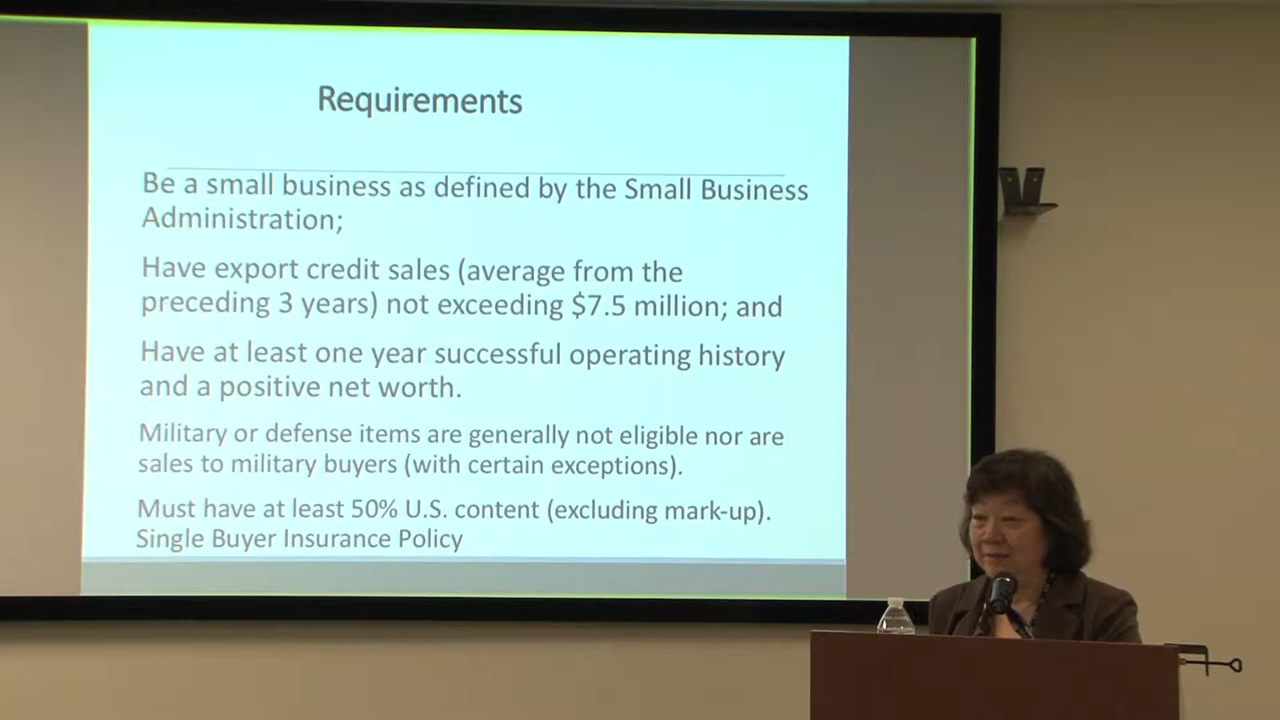 Requirements
Be a small business as defined by the Small Business
Administration;
Have export credit sales (average from the
preceding 3 years) not exceeding $7.5 million; and
Have at least one year successful operating history
and a positive net worth.
Military or defense items are generally not eligible nor are
sales to military buyers (with certain exceptions).
Must have at least 50% U.S. content (excluding mark-up).
Single Buyer Insurance Policy